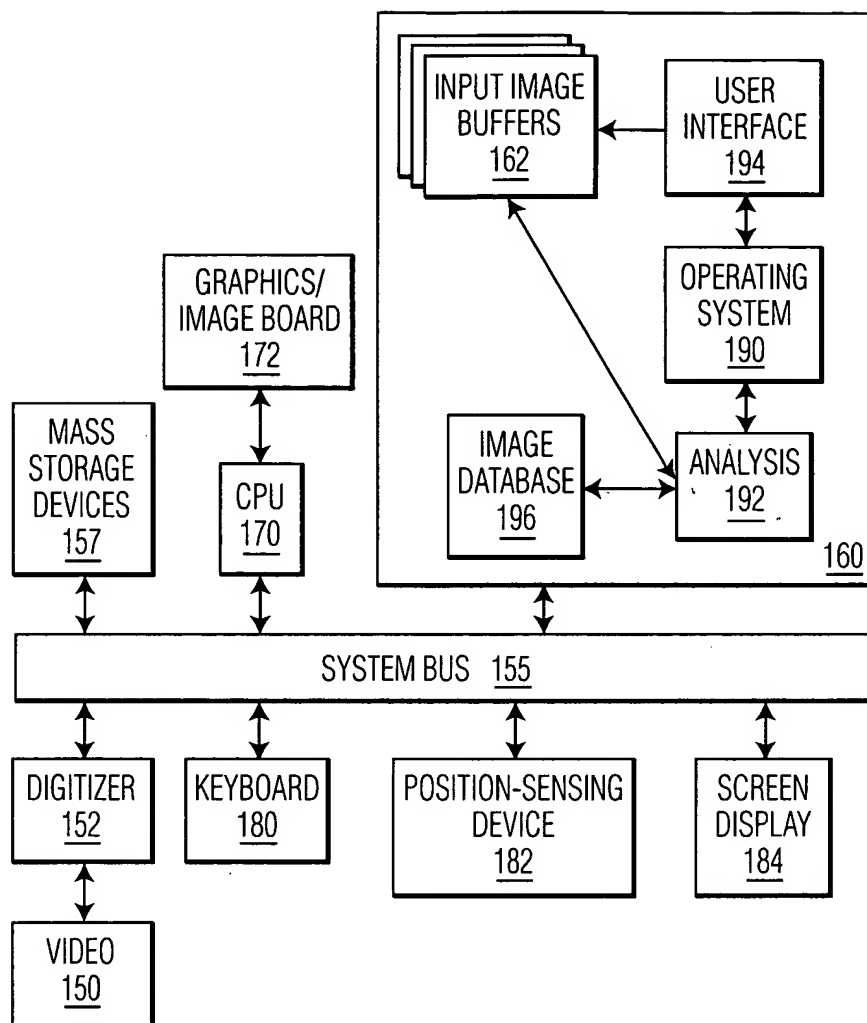 INPUT IMAGE
BUFFERS
162
USER
INTERFACE
194
GRAPHICS/
IMAGE BOARD
172
OPERATING
SYSTEM
190
MASS
STORAGE
DEVICES
157
CPU
170
IMAGE
DATABASE
196
ANALYSIS
192
160
SYSTEM BUS 155
DIGITIZER
152
KEYBOARD
180
POSITION-SENSING
DEVICE
182
SCREEN
DISPLAY
184
VIDEO
150